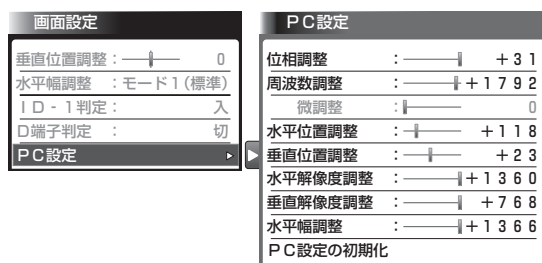 画面設定
垂直位置調整： 0
水平幅調整 ：モード1(標準)
ID-1判定： 入
D端子判定 ： 切
PC設定
PC設定
位相調整 ： +31
周波数調整 ： +1792
微調整 ： 0
水平位置調整 ： +118
垂直位置調整 ： +23
水平解像度調整 ： +1360
垂直解像度調整 ： +768
水平幅調整 ： +1366
PC設定の初期化